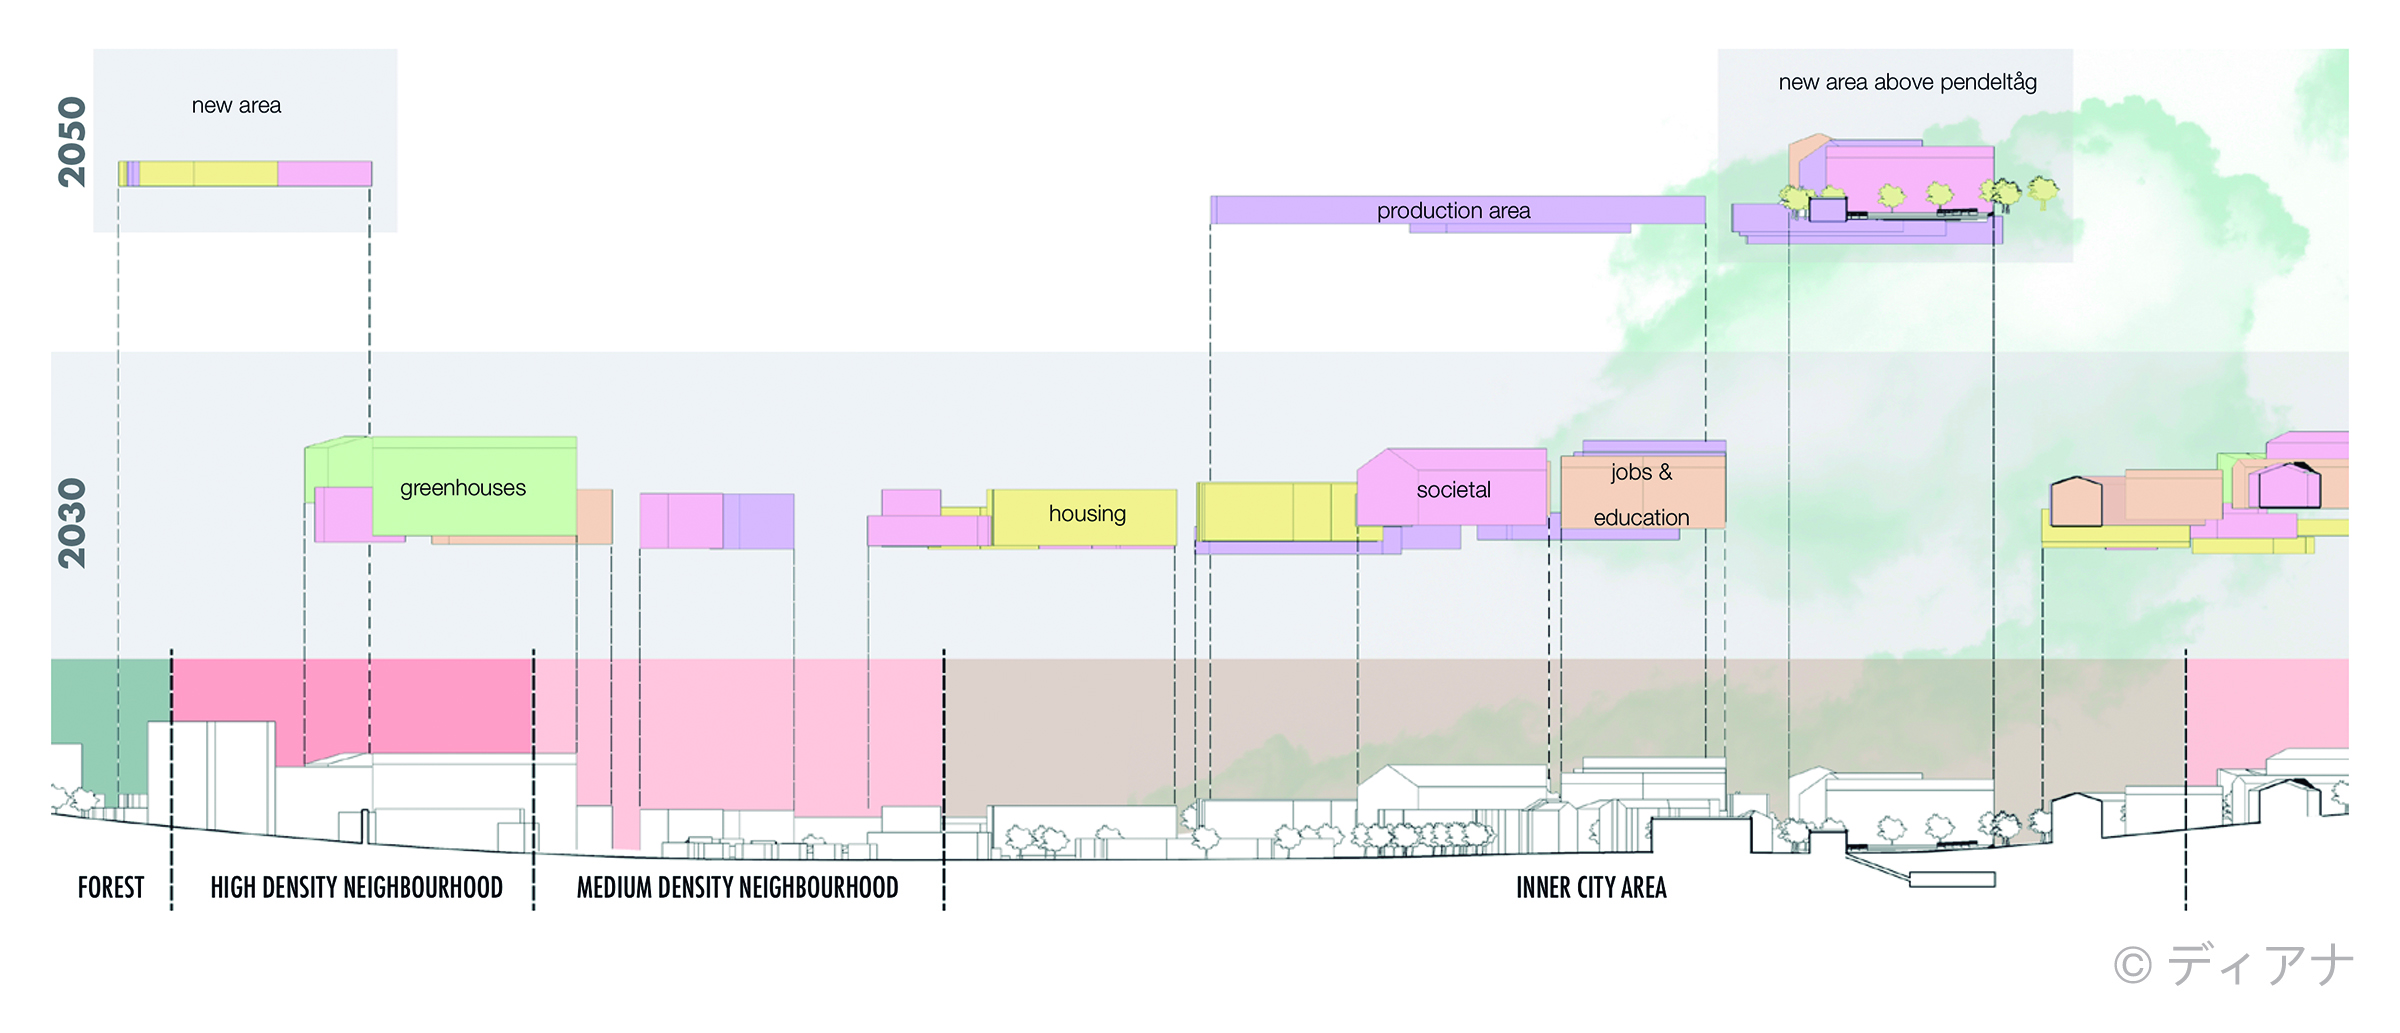 2050
new area
new area above pendeltåg
production area
2030
greenhouses
housing
societal
jobs &
education
FOREST
HIGH DENSITY NEIGHBOURHOOD
MEDIUM DENSITY NEIGHBOURHOOD
INNER CITY AREA
© ディアナ